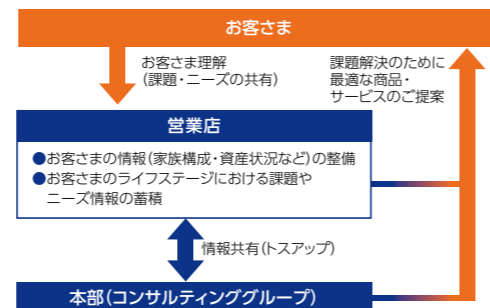 お客さま
お客さま理解
(課題・ニーズの共有)
課題解決のために
最適な商品・
サービスのご提案
営業店
●お客さまの情報(家族構成・資産状況など)の整備
●お客さまのライフステージにおける課題や
ニーズ情報の蓄積
情報共有(トスアップ)
本部(コンサルティンググループ)